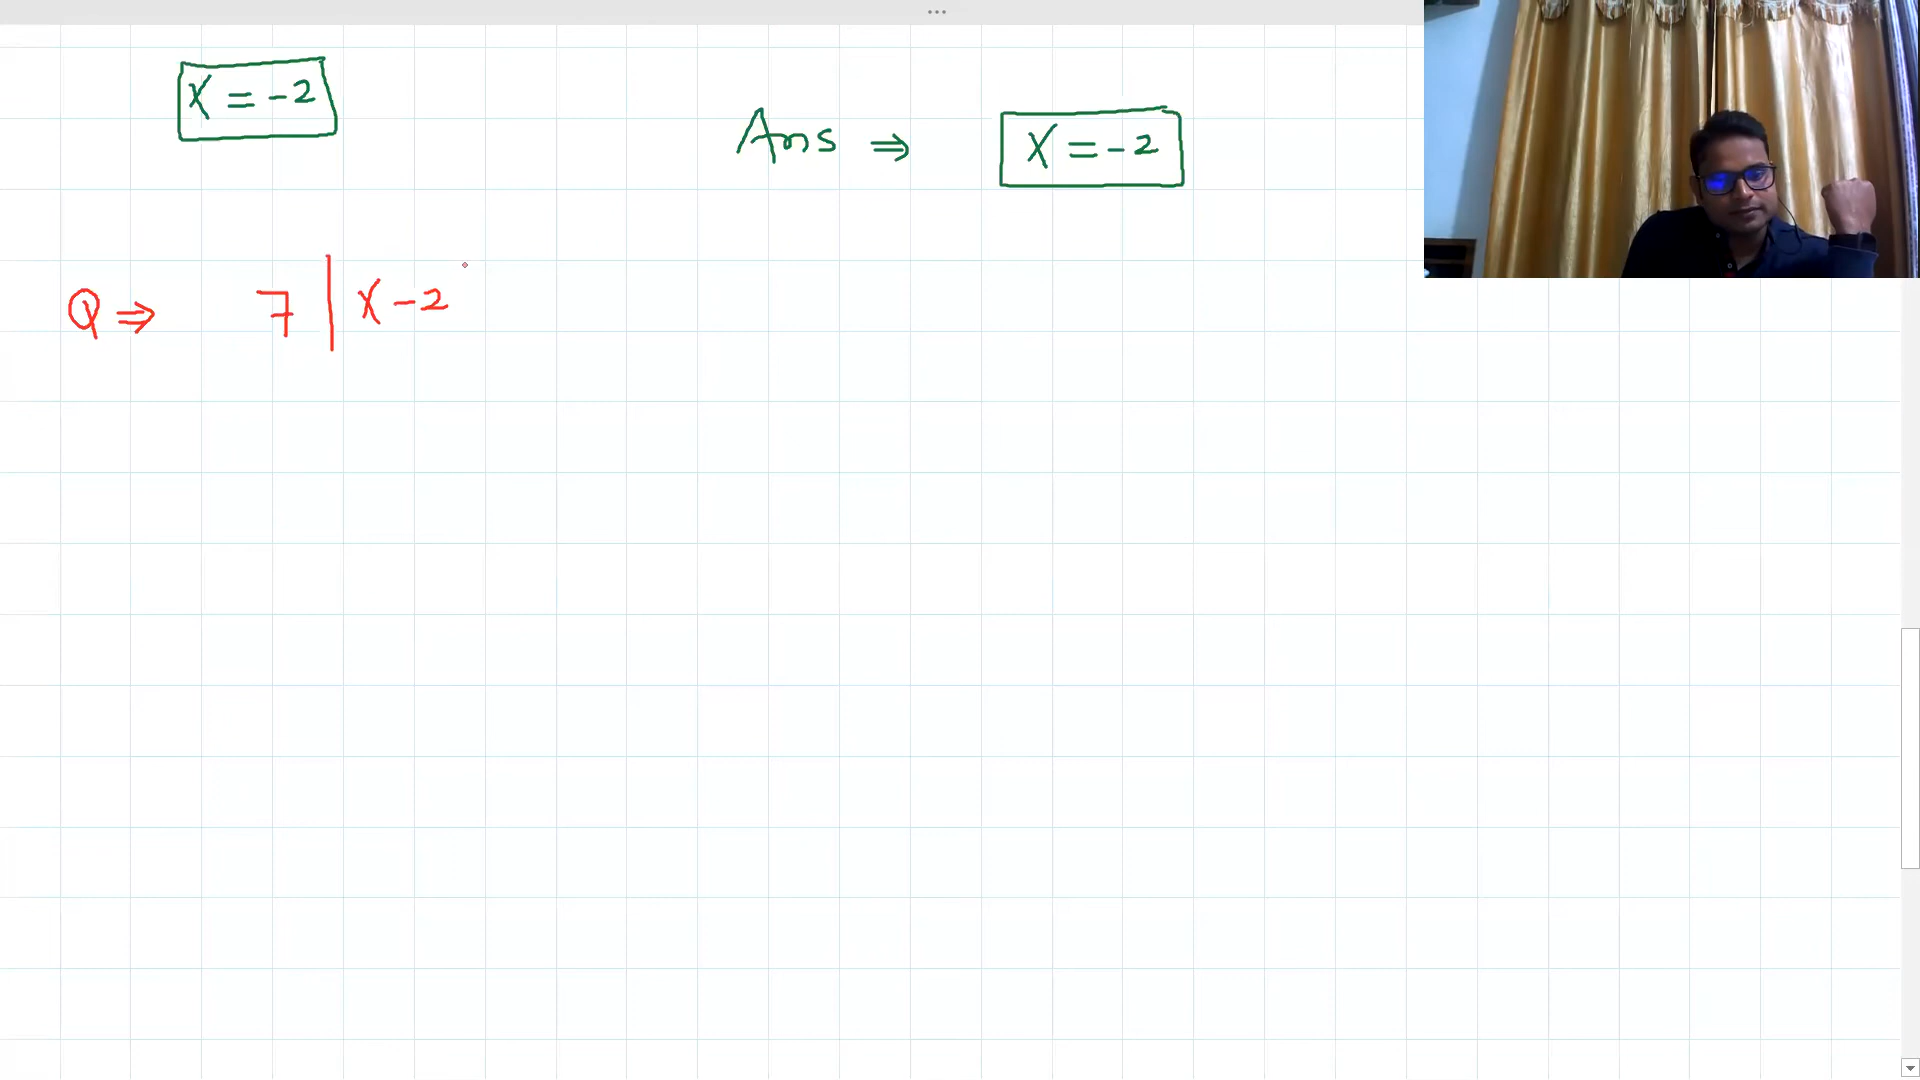 X = -2
Ans ⇒ X = -2
Q ⇒ 7 | X - 2